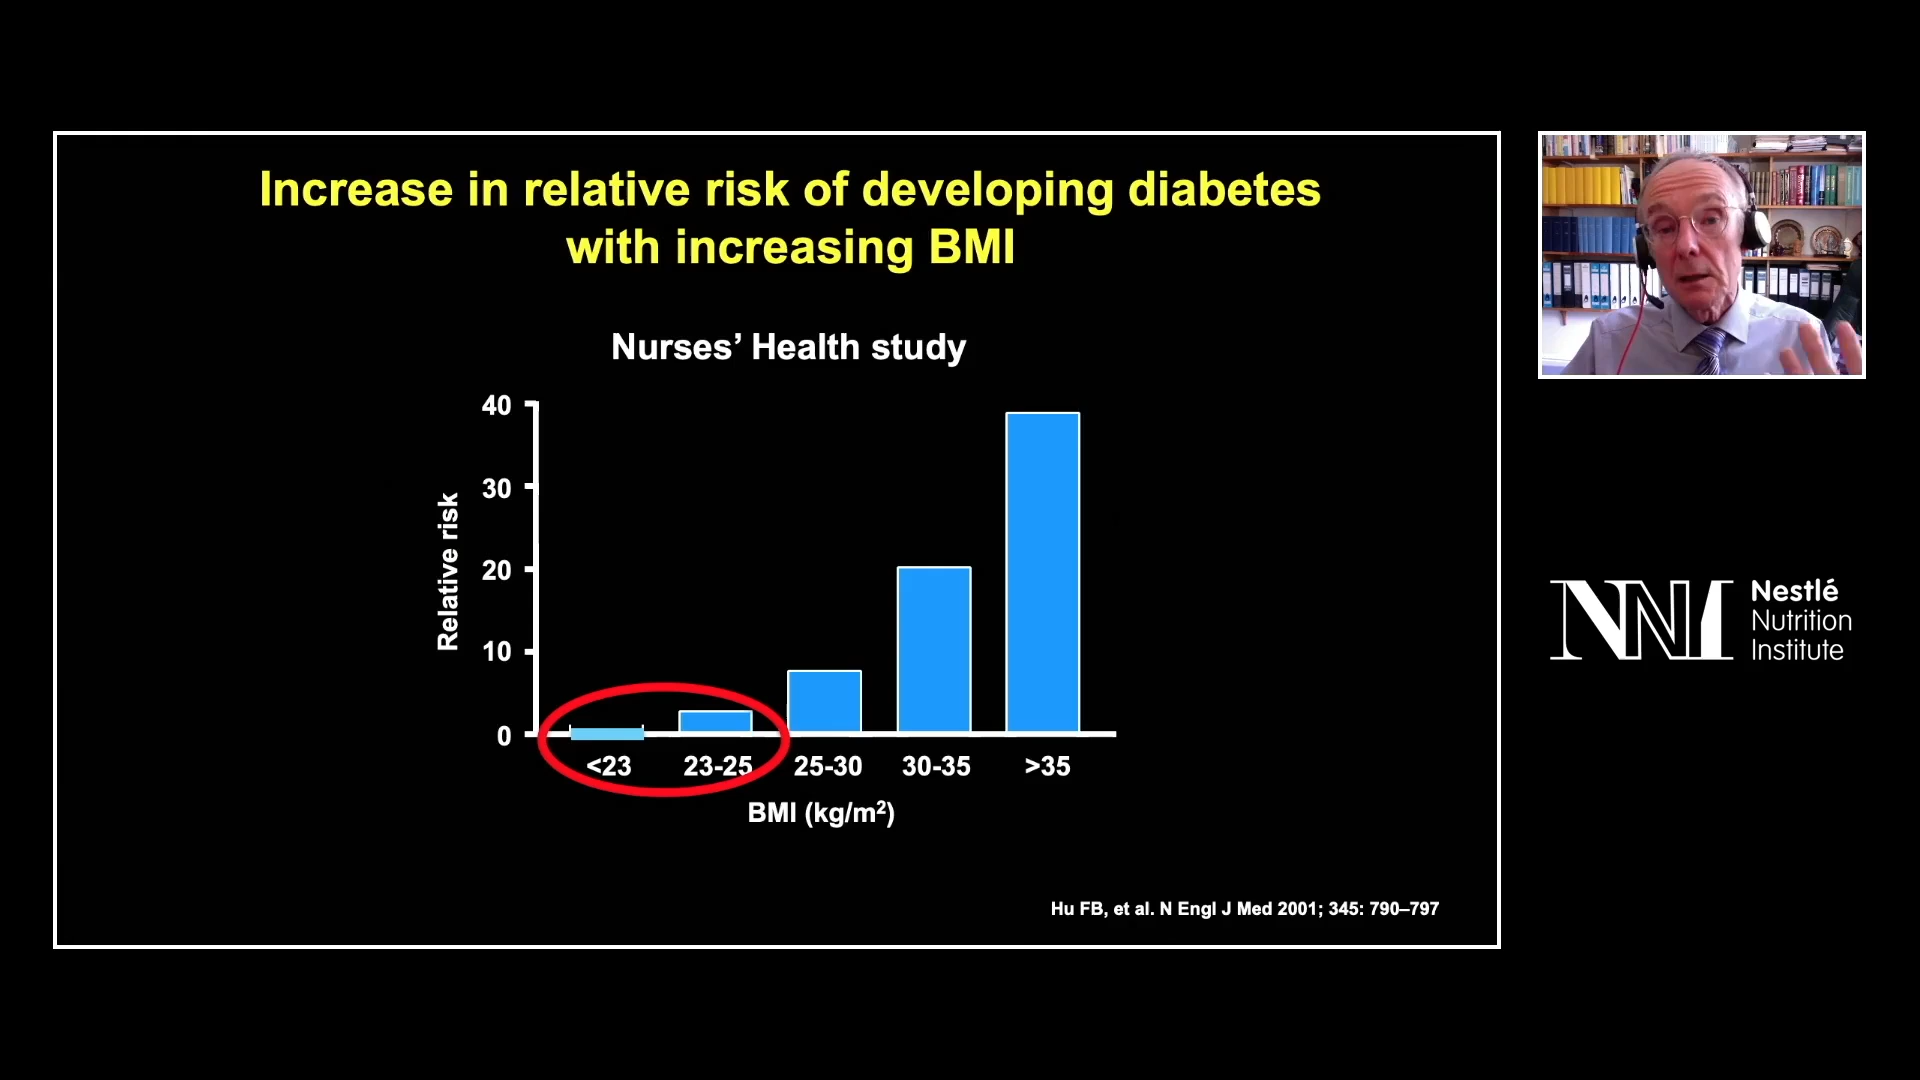 Increase in relative risk of developing diabetes
with increasing BMI
Nurses’ Health study
40
30
20
10
0
Relative risk
<23 23-25 25-30 30-35 >35
BMI (kg/m²)
Hu FB, et al. N Engl J Med 2001; 345: 790–797
NNI
Nestlé
Nutrition
Institute